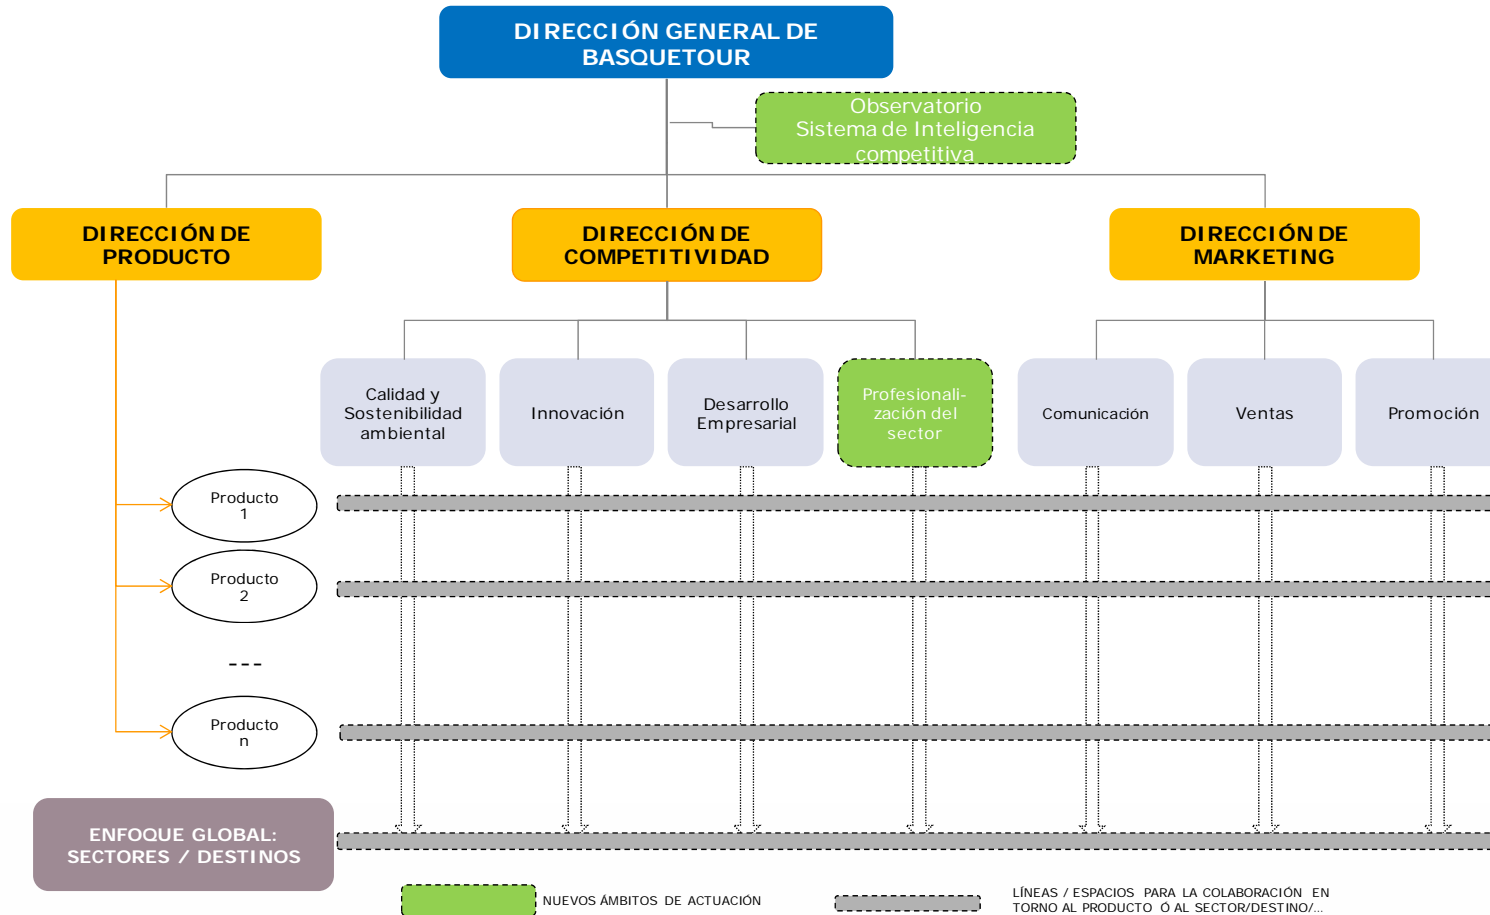 DIRECCIÓN GENERAL DE
BASQUETOUR
Observatorio
Sistema de Inteligencia
competitiva
DIRECCIÓN DE
PRODUCTO
DIRECCIÓN DE
COMPETITIVIDAD
DIRECCIÓN DE
MARKETING
Calidad y
Sostenibilidad
ambiental
Innovación
Desarrollo
Empresarial
Profesionali-
zación del
sector
Comunicación
Ventas
Promoción
Producto
1
Producto
2
---
Producto
n
ENFOQUE GLOBAL:
SECTORES / DESTINOS
NUEVOS ÁMBITOS DE ACTUACIÓN
LÍNEAS / ESPACIOS PARA LA COLABORACIÓN EN
TORNO AL PRODUCTO Ó AL SECTOR/DESTINO/...